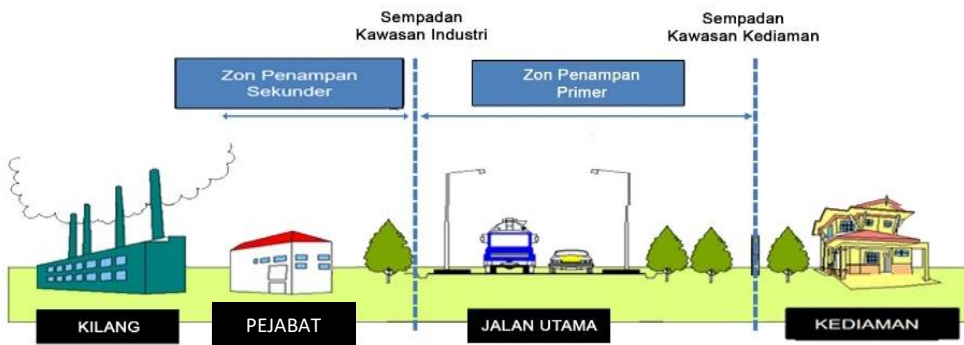 Sempadan
Kawasan Industri
Sempadan
Kawasan Kediaman
Zon Penampan
Sekunder
Zon Penampan
Primer
KILANG
PEJABAT
JALAN UTAMA
KEDIAMAN